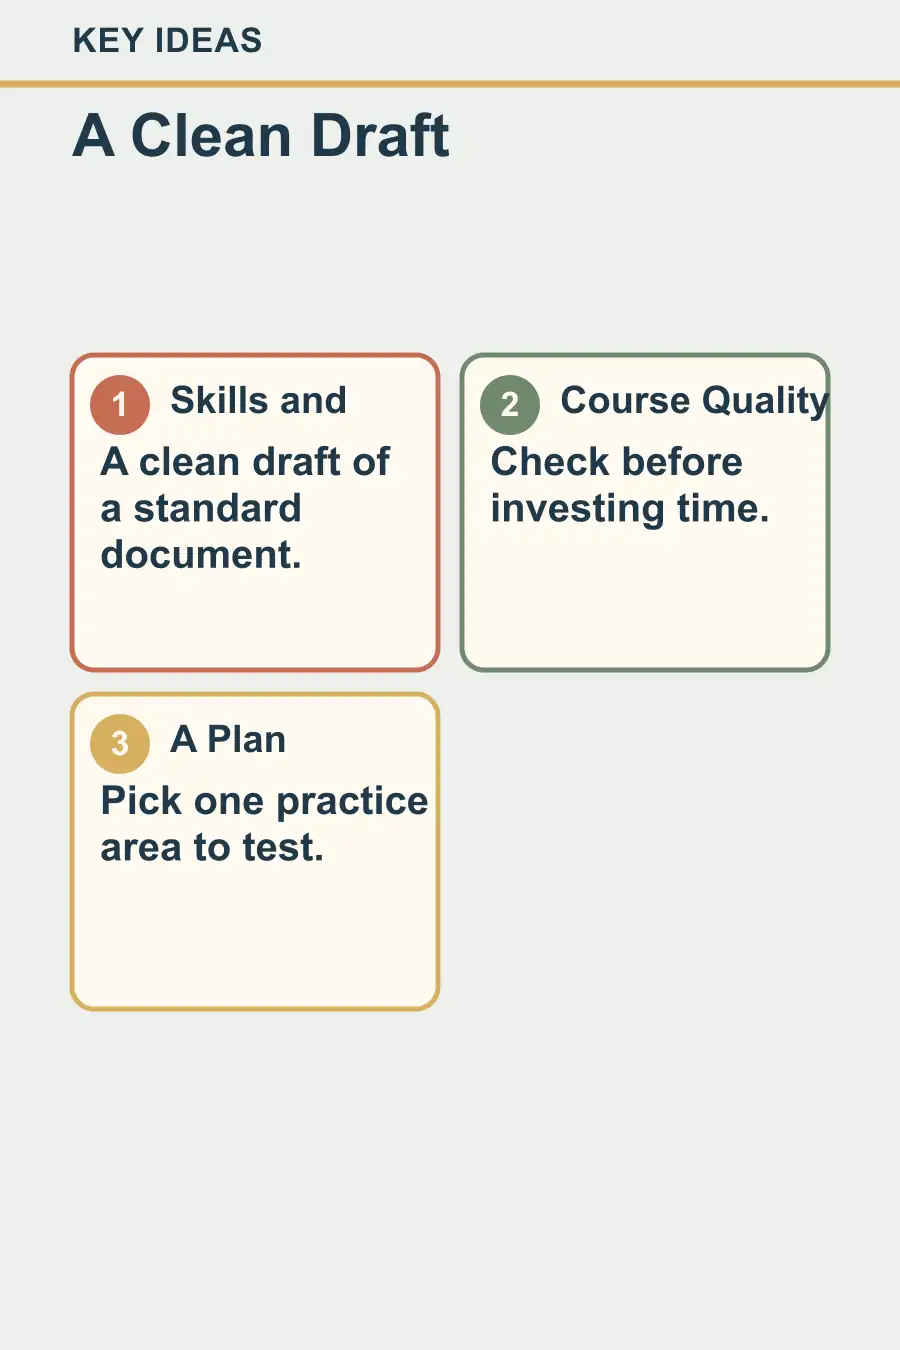 KEY IDEAS
A Clean Draft
1 Skills and
A clean draft of
a standard
document.
2 Course Quality
Check before
investing time.
3 A Plan
Pick one practice
area to test.